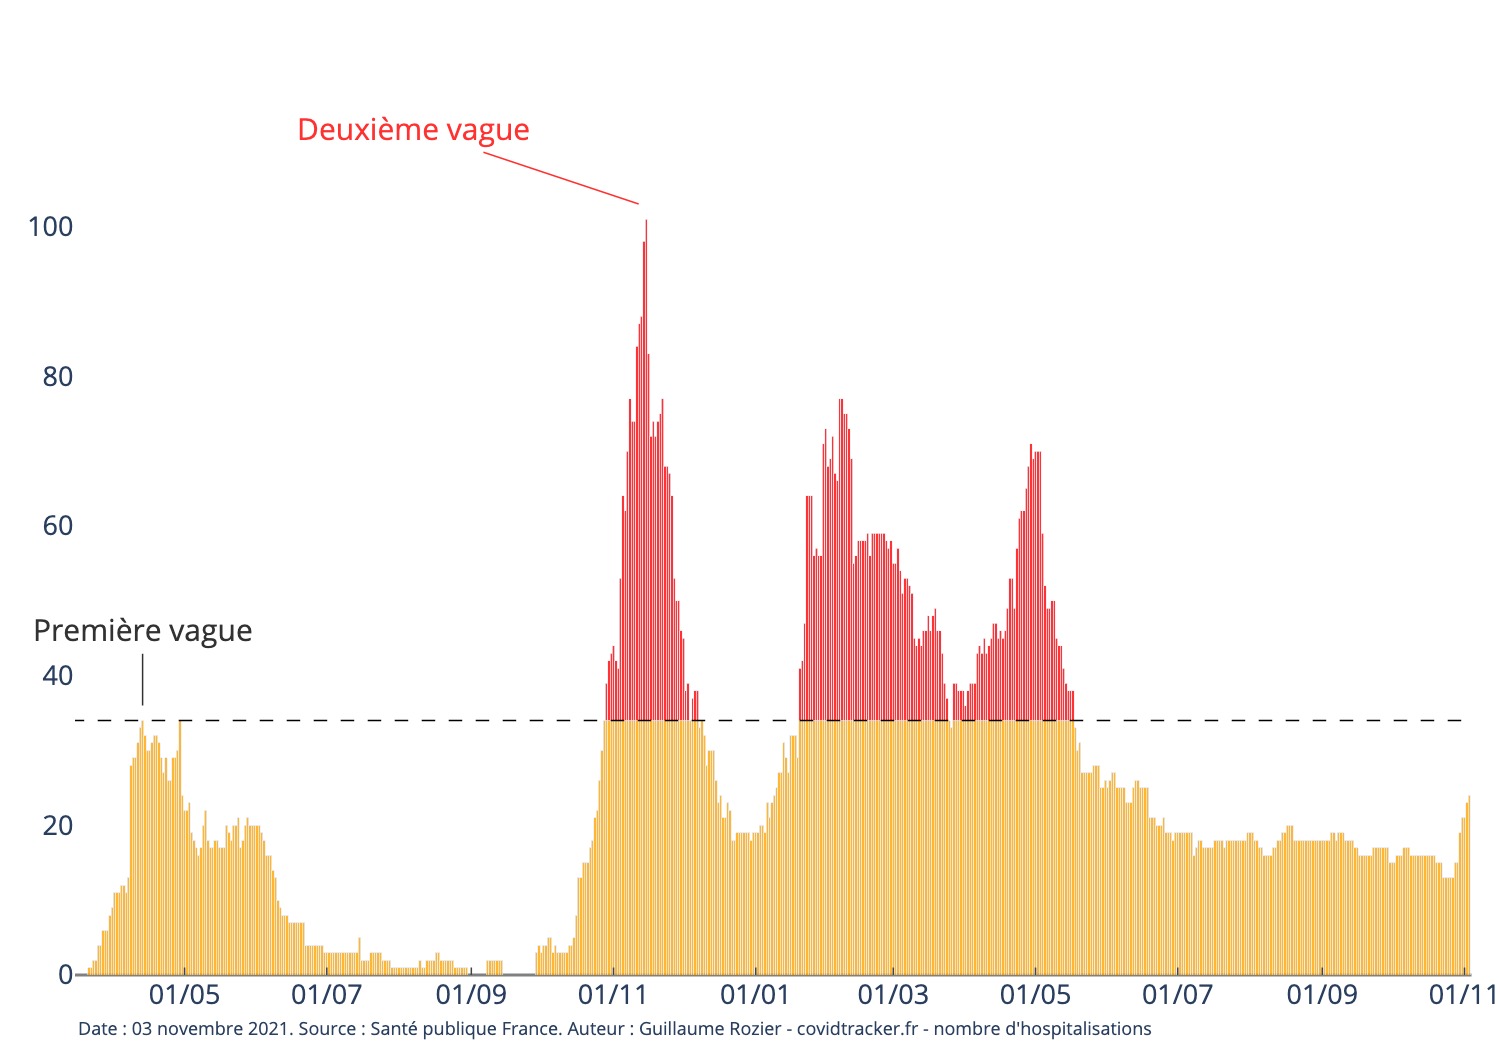 Deuxième vague
100
80
60
Première vague
40
20
0
01/05 01/07 01/09 01/11 01/01 01/03 01/05 01/07 01/09 01/11
Date : 03 novembre 2021. Source : Santé publique France. Auteur : Guillaume Rozier - covidtracker.fr - nombre d'hospitalisations